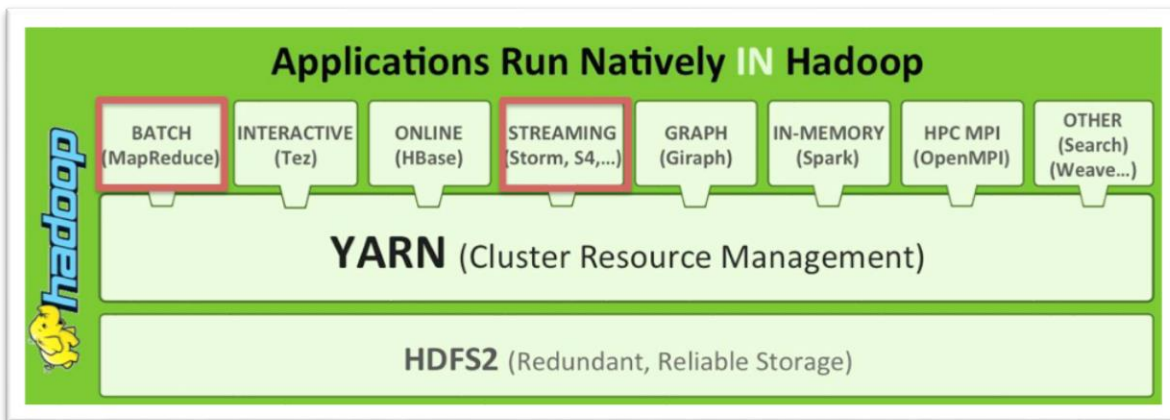 Applications Run Natively IN Hadoop
hadoop
BATCH
(MapReduce)
INTERACTIVE
(Tez)
ONLINE
(HBase)
STREAMING
(Storm, S4,...)
GRAPH
(Giraph)
IN-MEMORY
(Spark)
HPC MPI
(OpenMPI)
OTHER
(Search)
(Weave...)
YARN (Cluster Resource Management)
HDFS2 (Redundant, Reliable Storage)